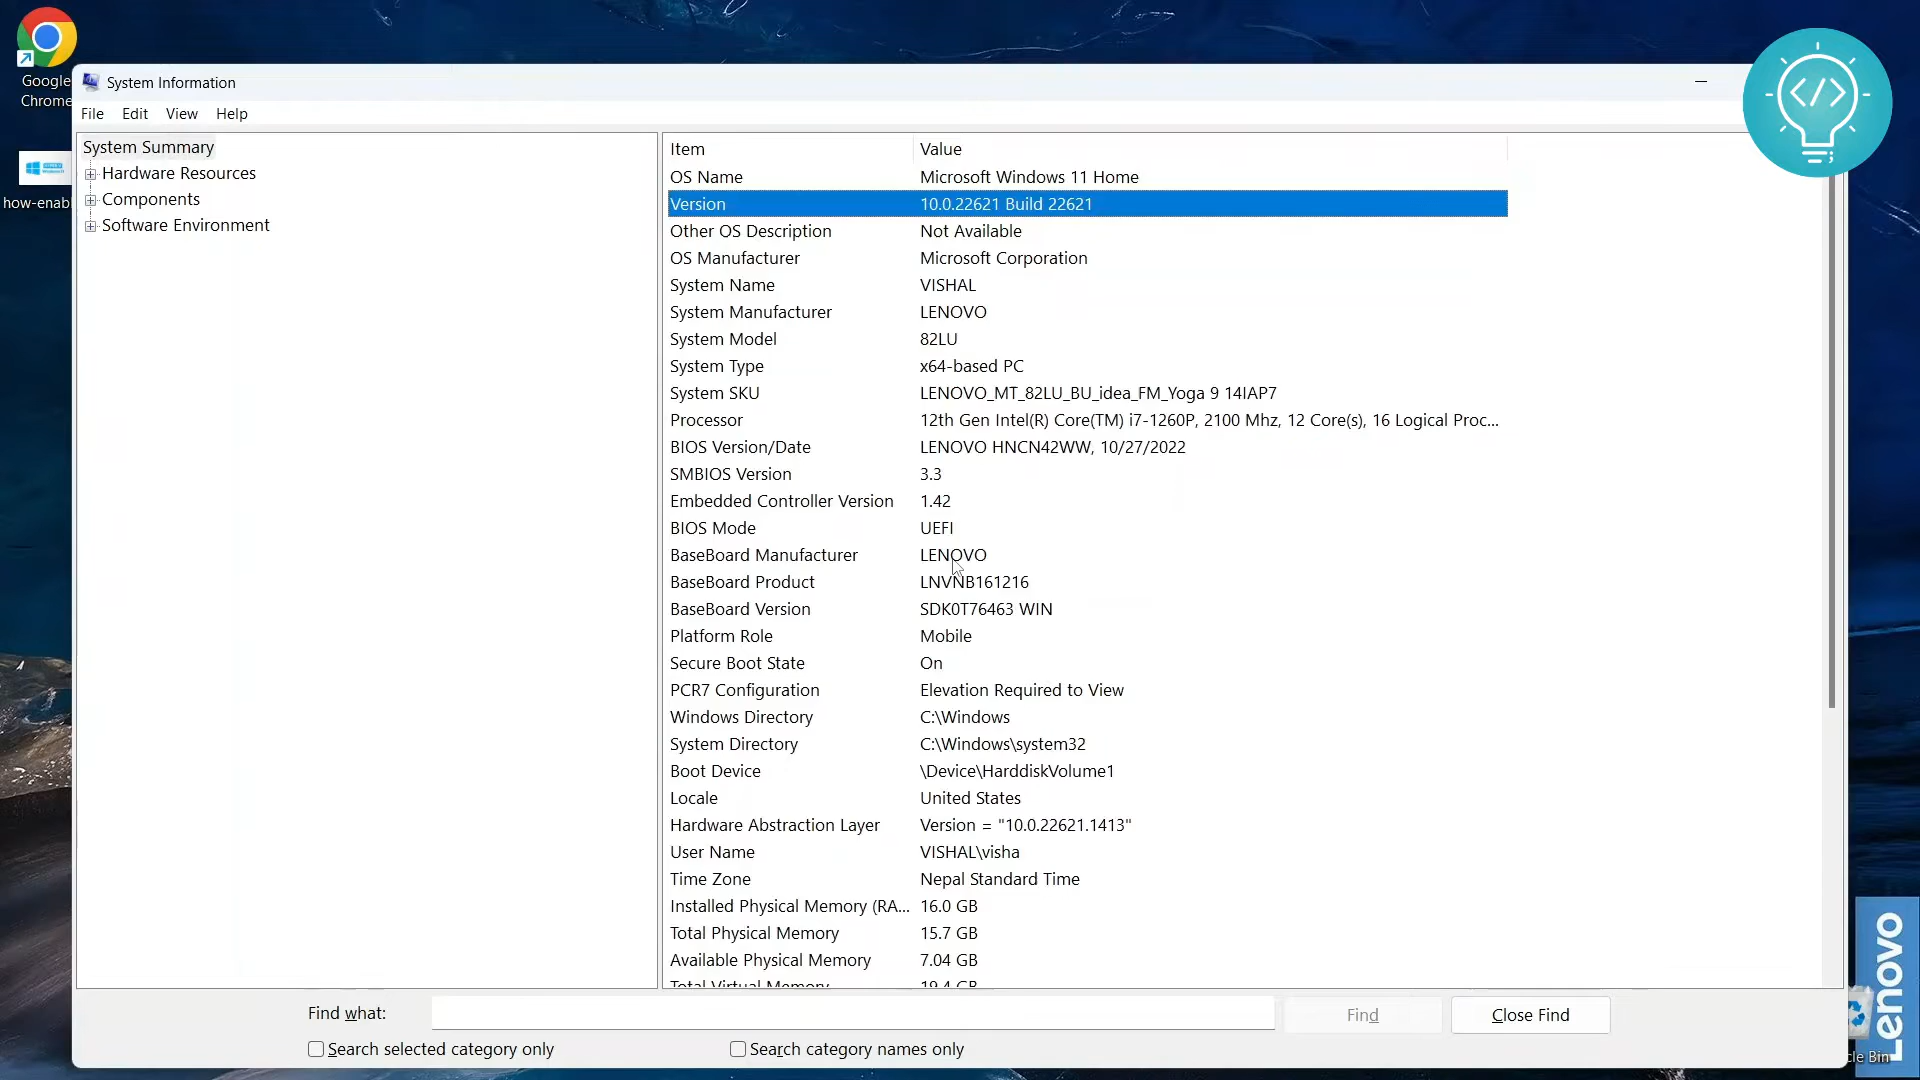 Google
Chrome
how-enabl
System Information
File Edit View Help
System Summary
Hardware Resources
Components
Software Environment
Item Value
OS Name Microsoft Windows 11 Home
Version 10.0.22621 Build 22621
Other OS Description Not Available
OS Manufacturer Microsoft Corporation
System Name VISHAL
System Manufacturer LENOVO
System Model 82LU
System Type x64-based PC
System SKU LENOVO_MT_82LU_BU_idea_FM_Yoga 9 14IAP7
Processor 12th Gen Intel(R) Core(TM) i7-1260P, 2100 Mhz, 12 Core(s), 16 Logical Proc...
BIOS Version/Date LENOVO HNCN42WW, 10/27/2022
SMBIOS Version 3.3
Embedded Controller Version 1.42
BIOS Mode UEFI
BaseBoard Manufacturer LENOVO
BaseBoard Product LNVNB161216
BaseBoard Version SDK0T76463 WIN
Platform Role Mobile
Secure Boot State On
PCR7 Configuration Elevation Required to View
Windows Directory C:\Windows
System Directory C:\Windows\system32
Boot Device \Device\HarddiskVolume1
Locale United States
Hardware Abstraction Layer Version = "10.0.22621.1413"
User Name VISHAL\visha
Time Zone Nepal Standard Time
Installed Physical Memory (RA... 16.0 GB
Total Physical Memory 15.7 GB
Available Physical Memory 7.04 GB
Total Virtual Memory 19.4 GB
Find what: Find Close Find
Search selected category only Search category names only
Lenovo
cle Bin